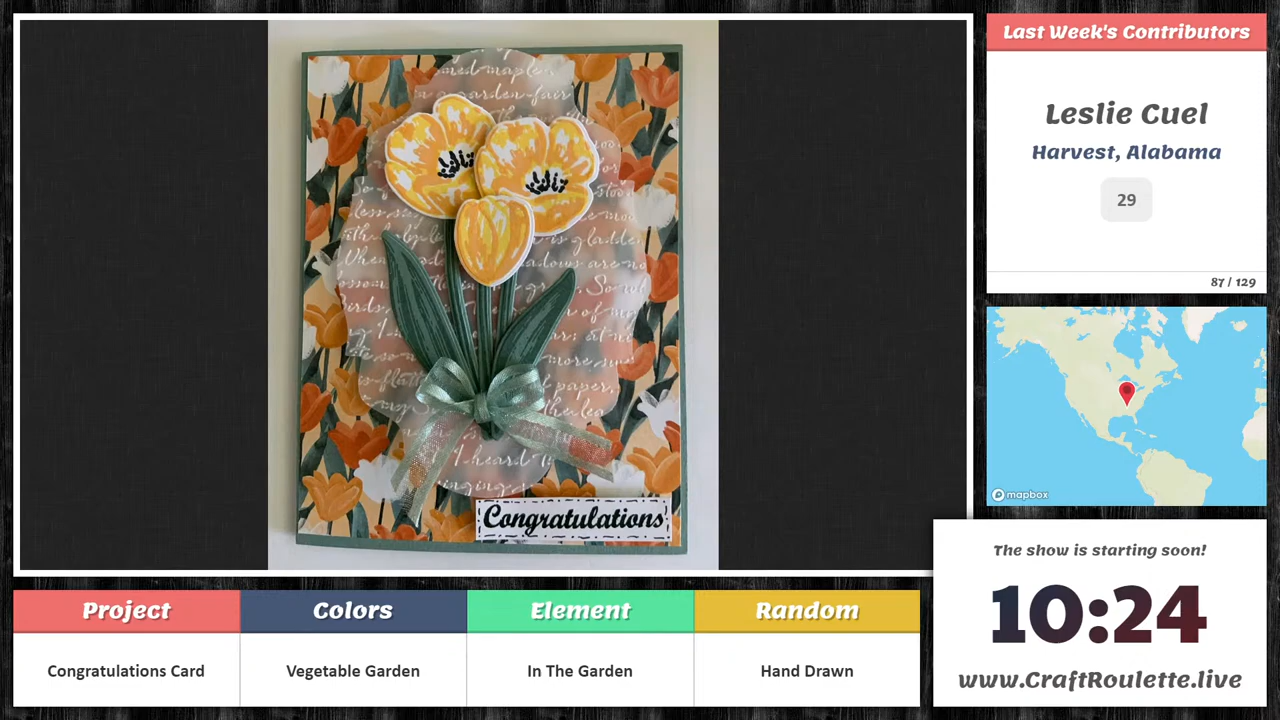 Last Week's Contributors
Leslie Cuel
Harvest, Alabama
29
87 / 129
mapbox
Congratulations
The show is starting soon!
10:24
www.CraftRoulette.live
Project
Colors
Element
Random
Congratulations Card
Vegetable Garden
In The Garden
Hand Drawn